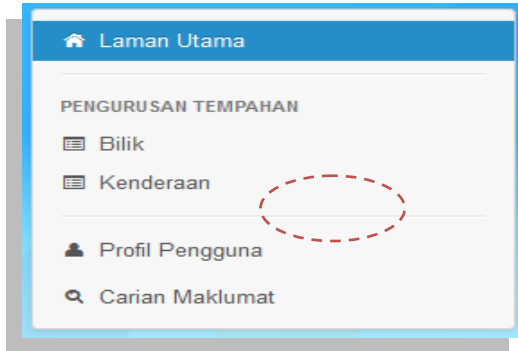 Laman Utama
PENGURUSAN TEMPAHAN
Bilik
Kenderaan
Profil Pengguna
Carian Maklumat